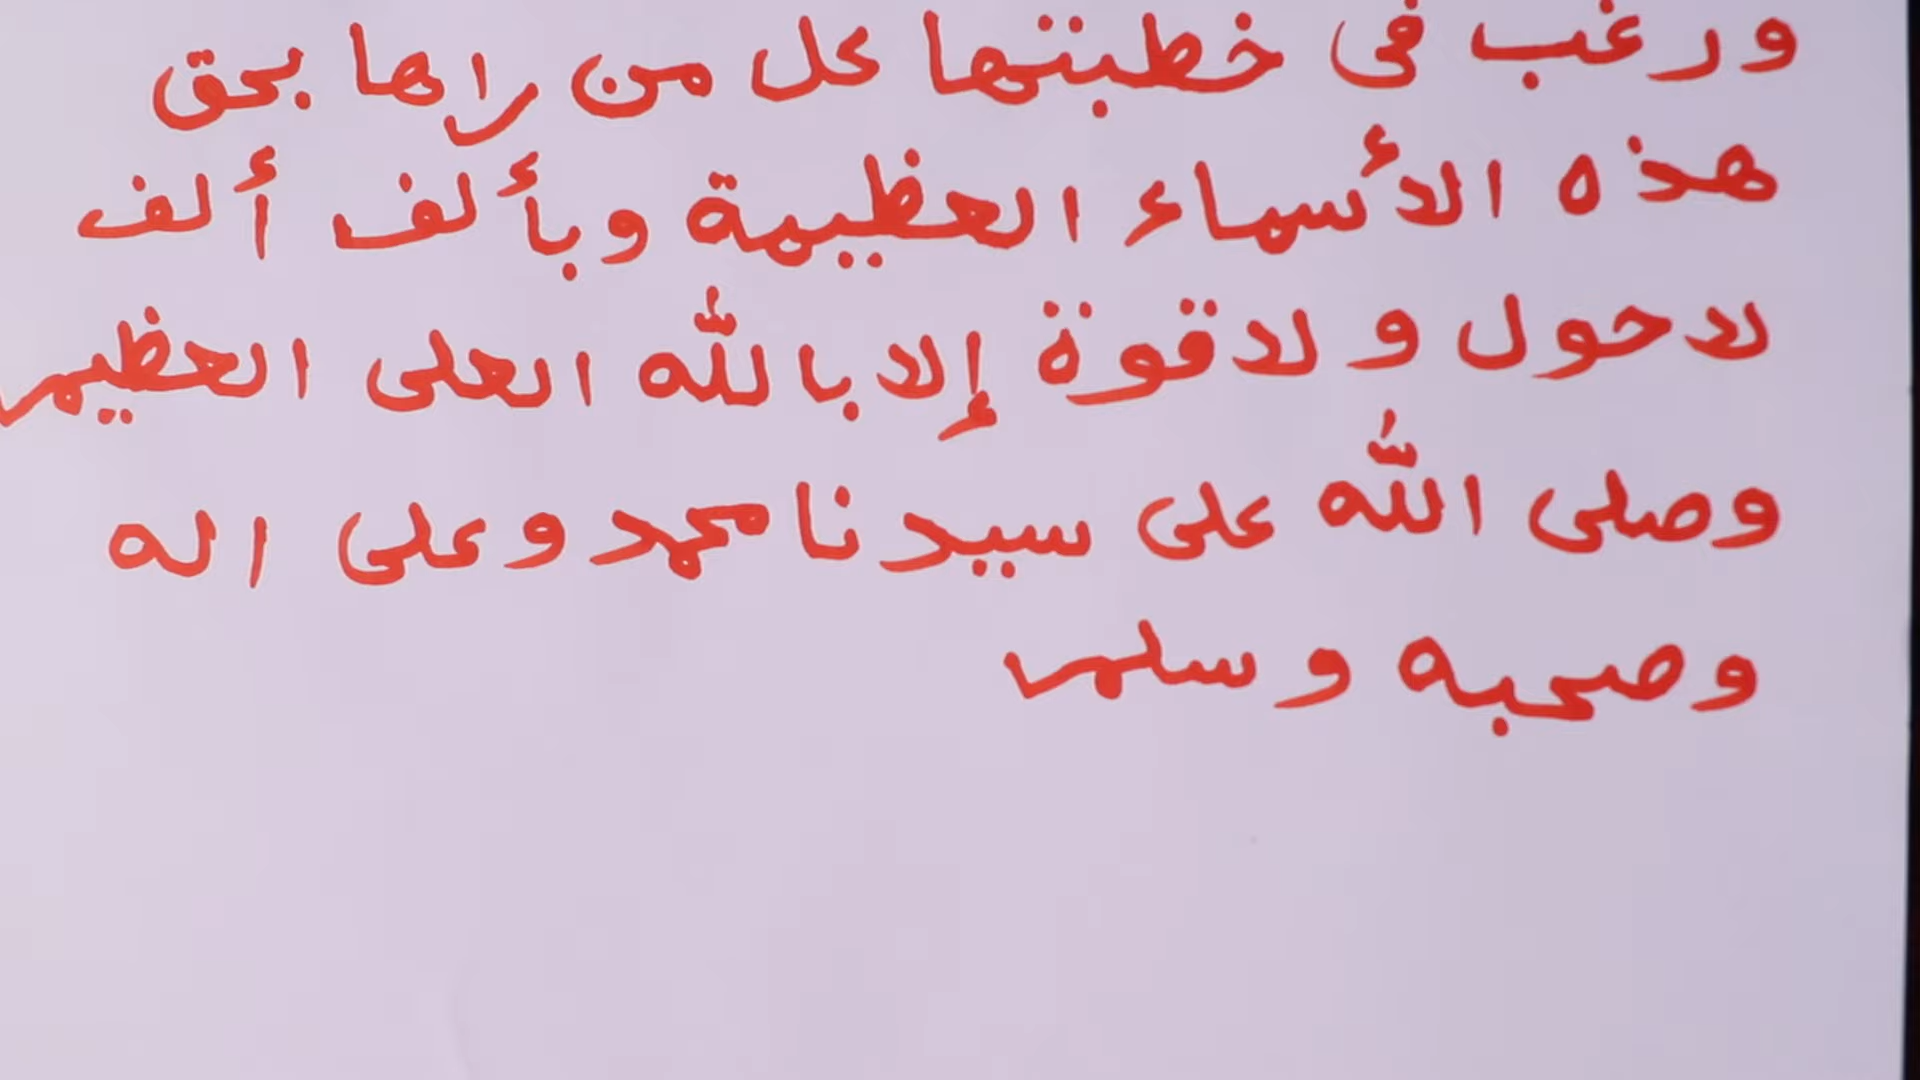 ورغب فى خطبتها كل من راها بحق
هذه الأسماء العظيمة وبألف ألف
لاحول ولاقوة إلا بالله العلى العظيم
وصلى الله على سيدنا محمد وعلى اله
وصحبه وسلم